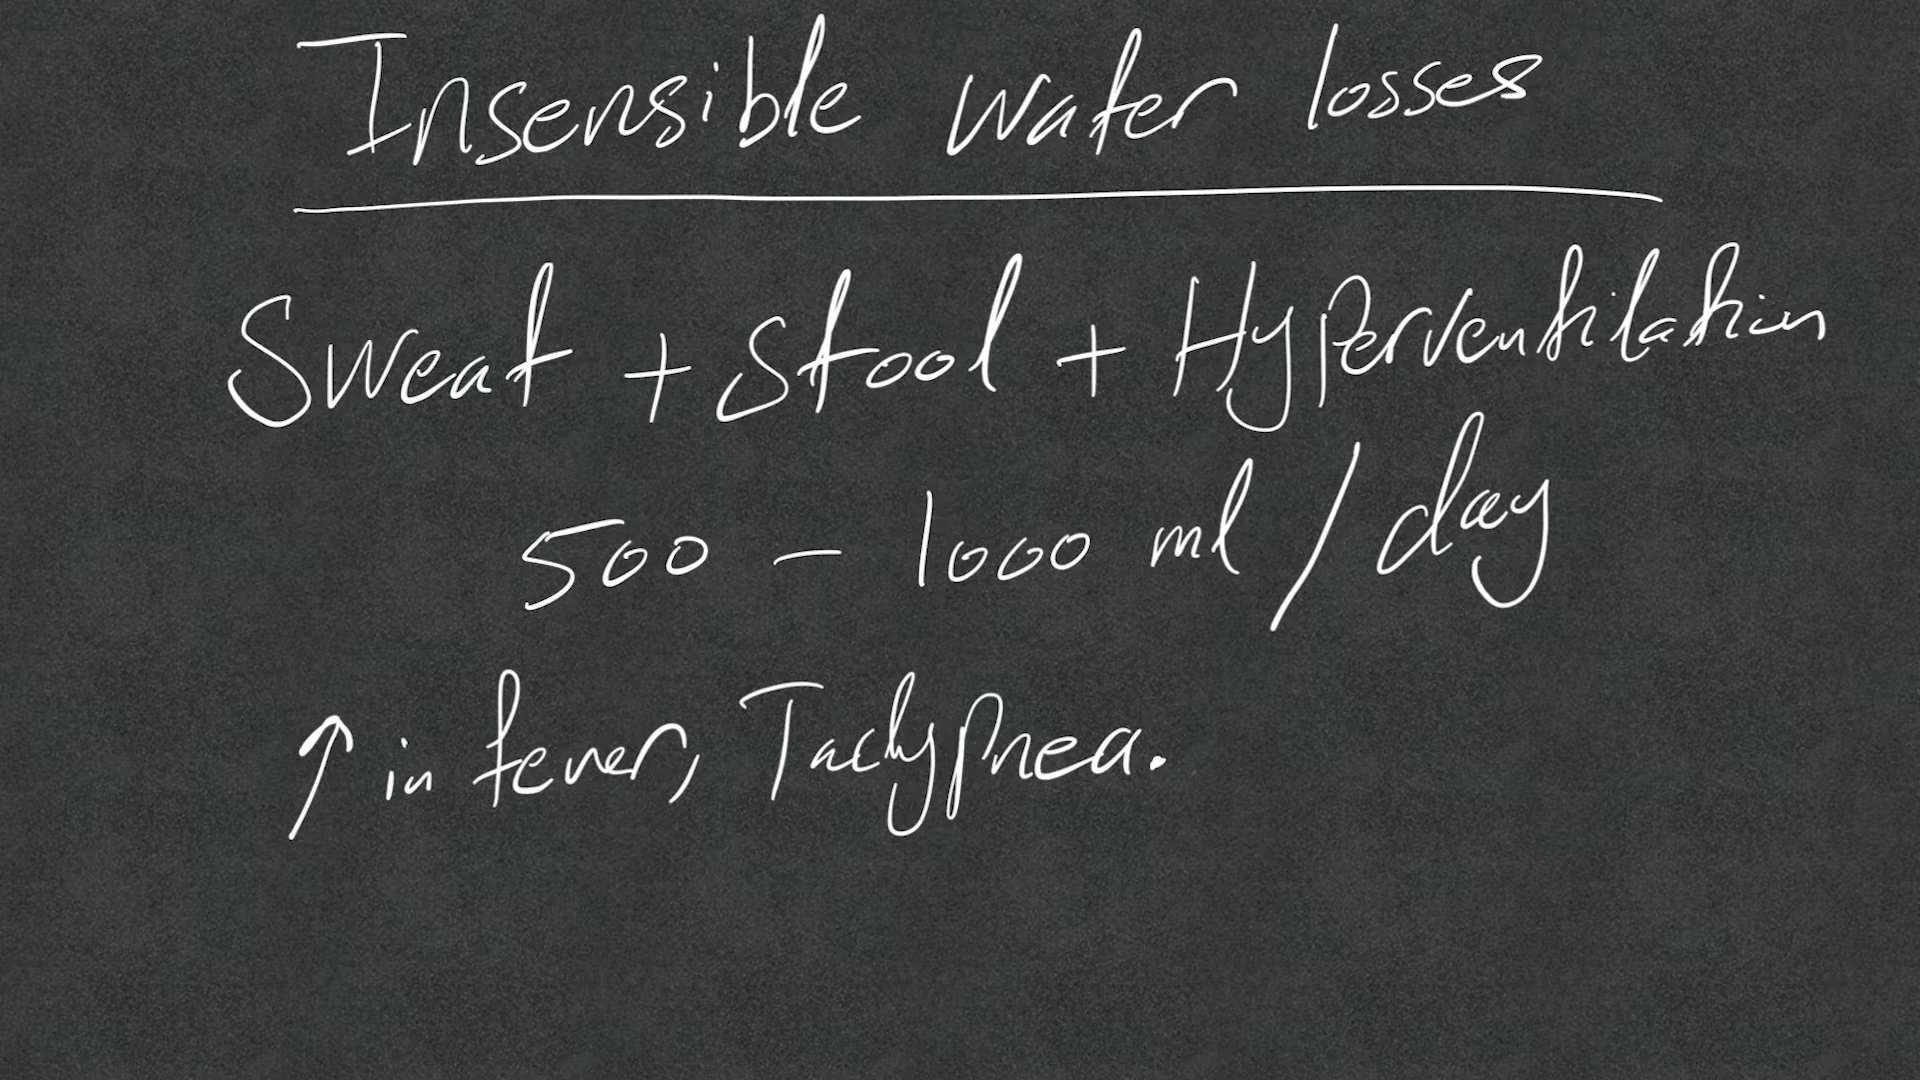 Insensible water losses
Sweat + Stool + Hyperventilation
500 - 1000 ml / day
↑ in fever, Tachypnea.